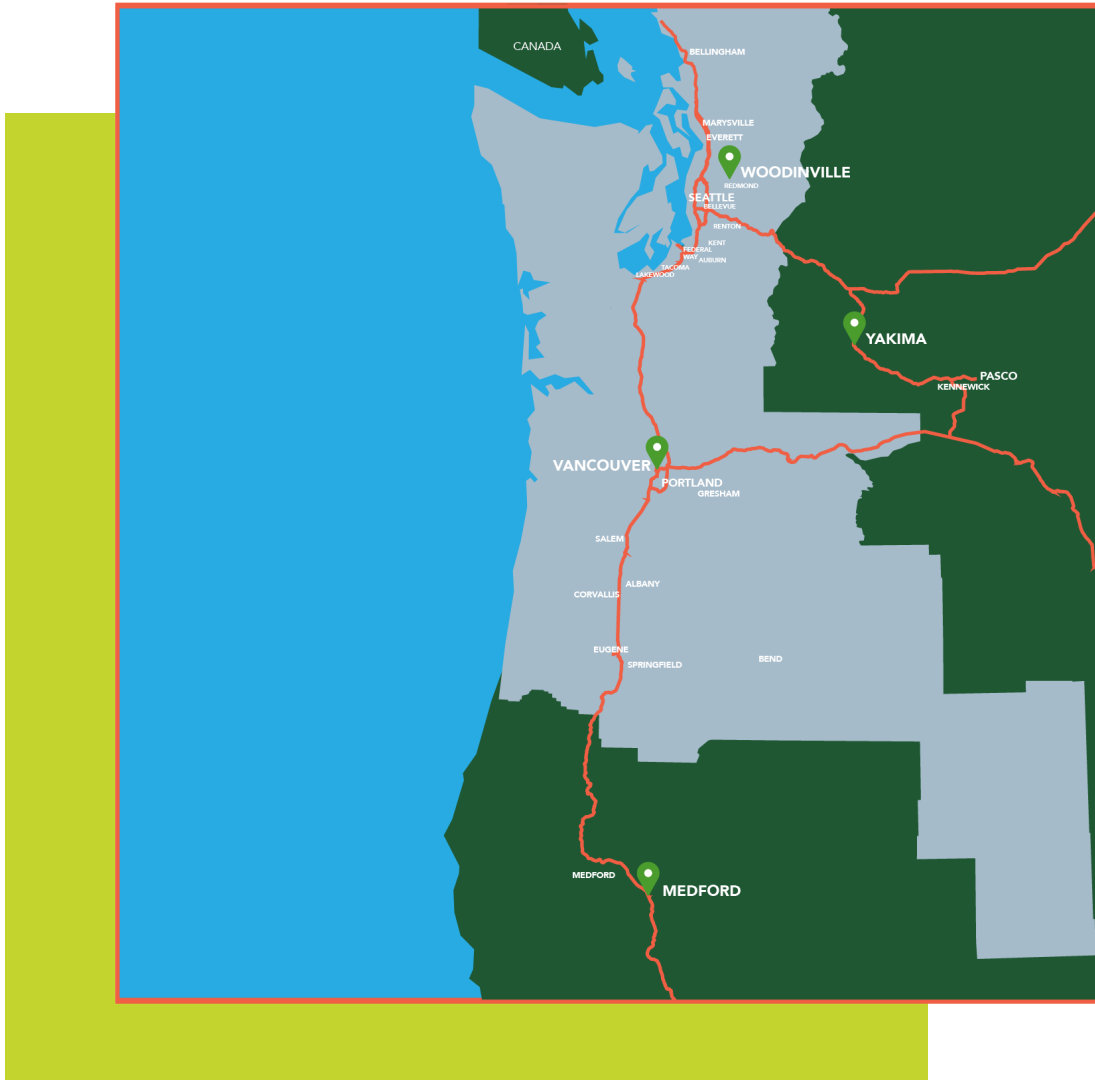 CANADA
BELLINGHAM
MARYSVILLE
EVERETT
WOODINVILLE
REDMOND
SEATTLE
BELLEVUE
RENTON
KENT
FEDERAL
WAY
AUBURN
TACOMA
LAKEWOOD
YAKIMA
PASCO
KENNEWICK
VANCOUVER
PORTLAND
GRESHAM
SALEM
ALBANY
CORVALLIS
EUGENE
SPRINGFIELD
BEND
MEDFORD
MEDFORD